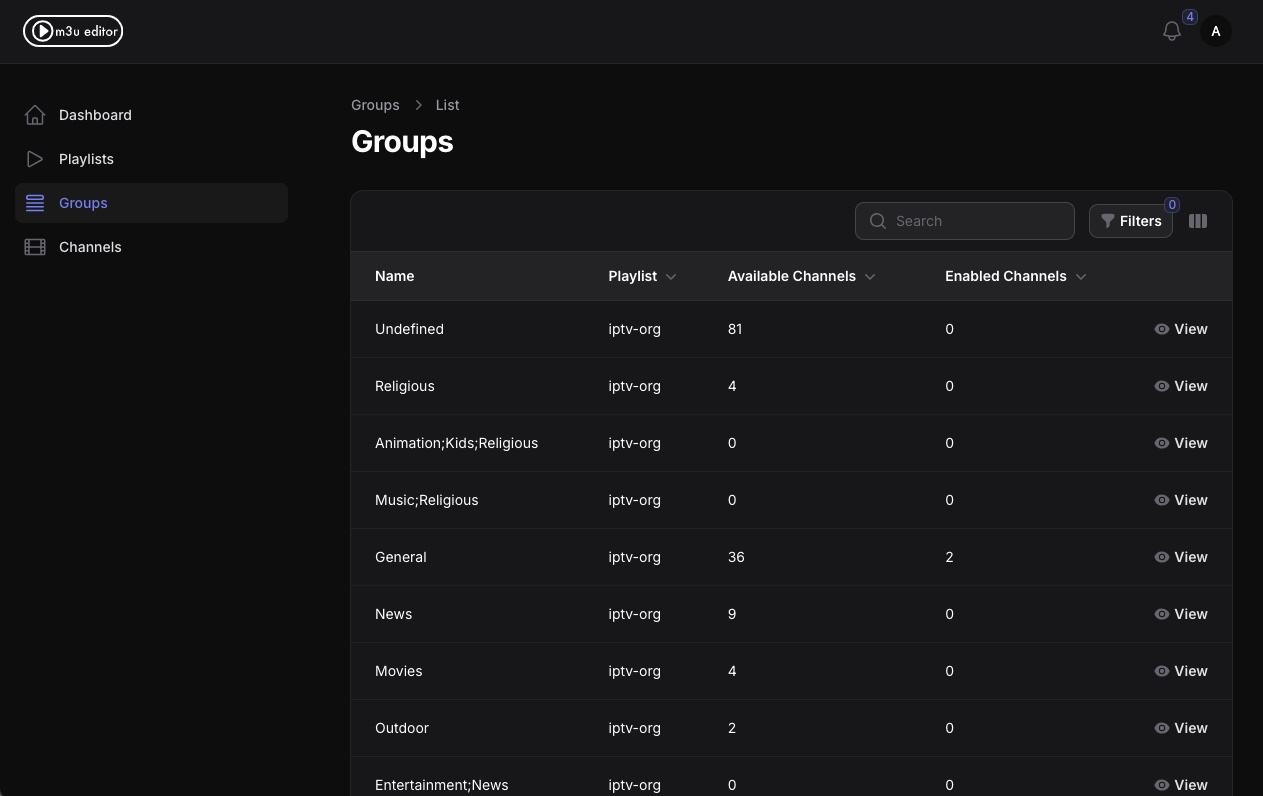 m3u editor
4
A
Dashboard
Playlists
Groups
Channels
Groups > List
Groups
Search
Filters
0
Name Playlist Available Channels Enabled Channels
Undefined iptv-org 81 0 View
Religious iptv-org 4 0 View
Animation;Kids;Religious iptv-org 0 0 View
Music;Religious iptv-org 0 0 View
General iptv-org 36 2 View
News iptv-org 9 0 View
Movies iptv-org 4 0 View
Outdoor iptv-org 2 0 View
Entertainment;News iptv-org 0 0 View